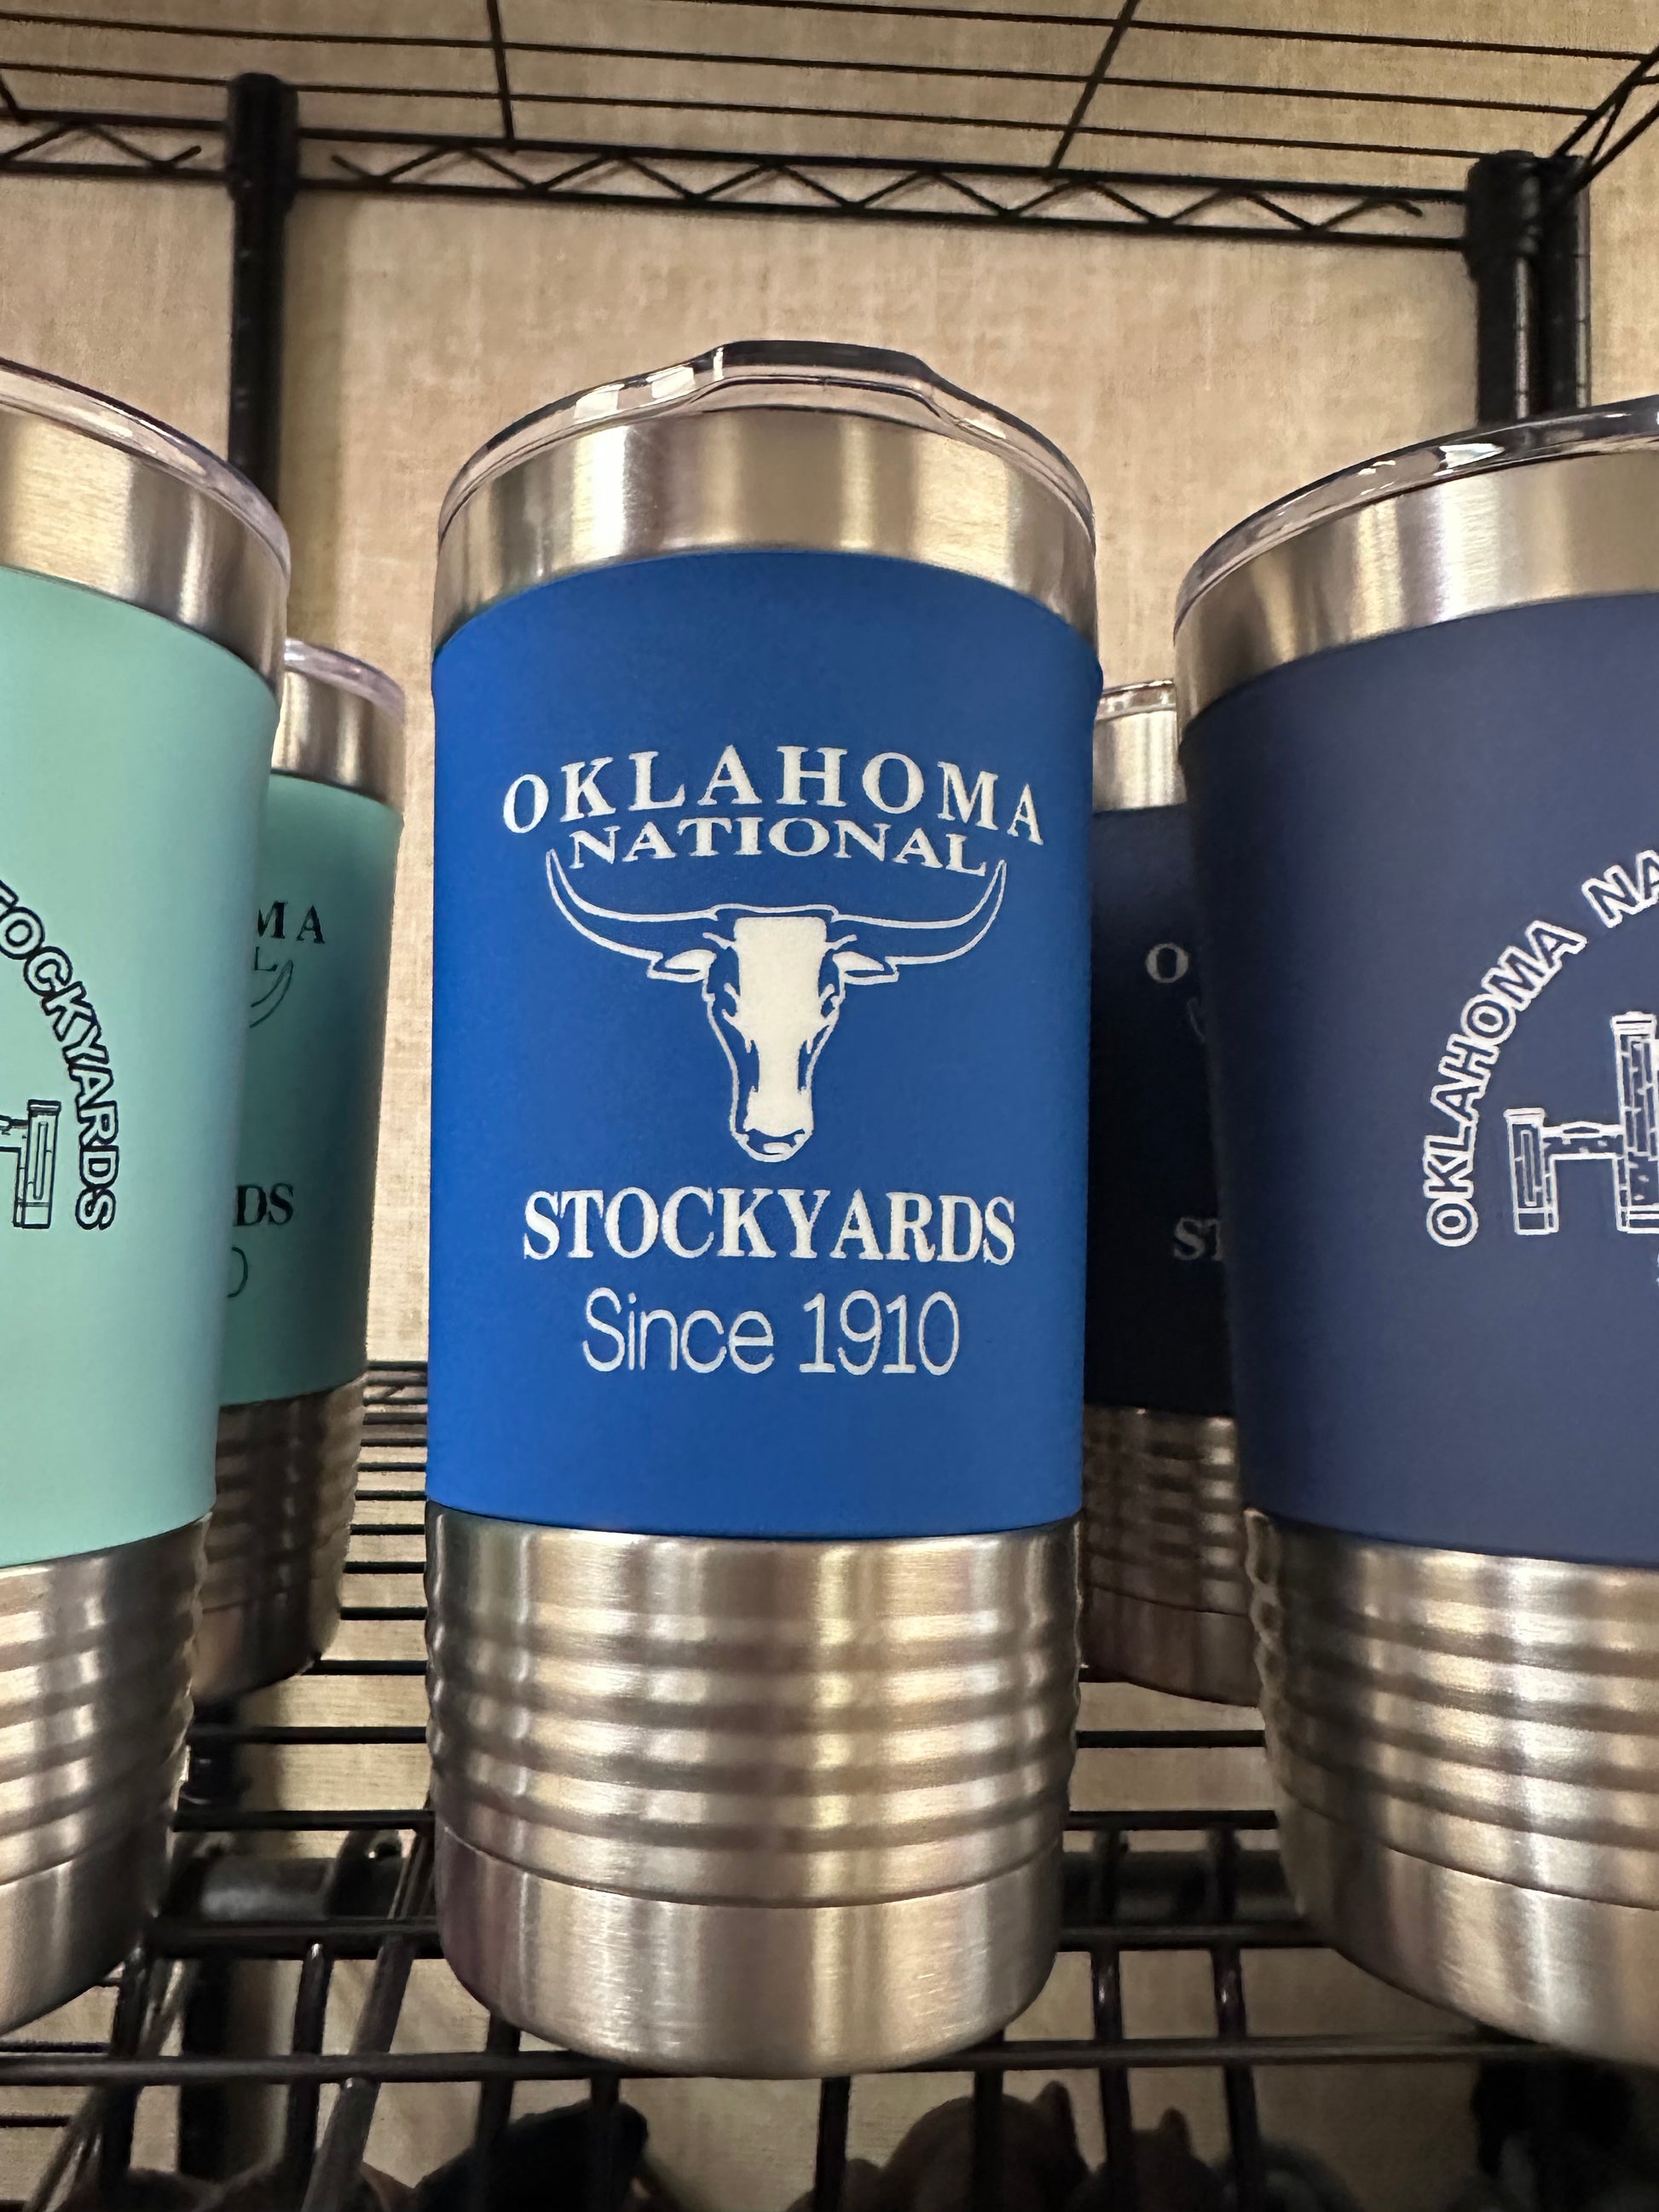 OKLAHOMA
NATIONAL
STOCKYARDS
Since 1910
STOCKYARDS
OKLAHOMA